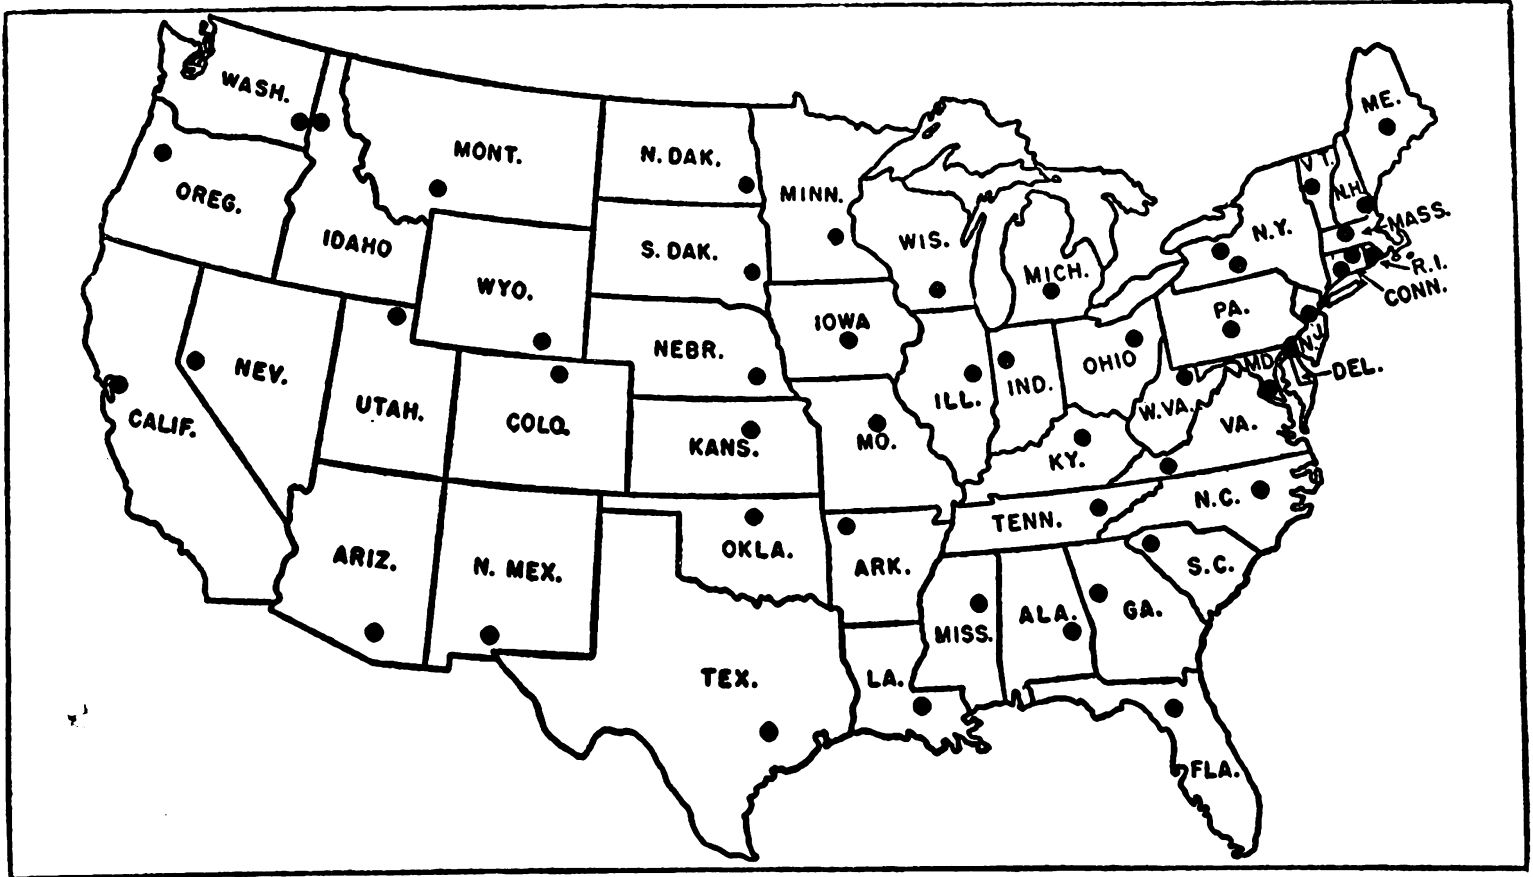 WASH.
MONT.
N. DAK.
MINN.
ME.
VT.
N.H.
OREG.
IDAHO
WYO.
S. DAK.
WIS.
MICH.
N.Y.
MASS.
R.I.
CONN.
NEV.
UTAH.
COLO.
NEBR.
IOWA
ILL.
IND.
OHIO
PA.
N.J.
MD.
DEL.
CALIF.
KANS.
MO.
KY.
W.VA.
VA.
ARIZ.
N. MEX.
OKLA.
ARK.
TENN.
N.C.
S.C.
TEX.
LA.
MISS.
ALA.
GA.
FLA.